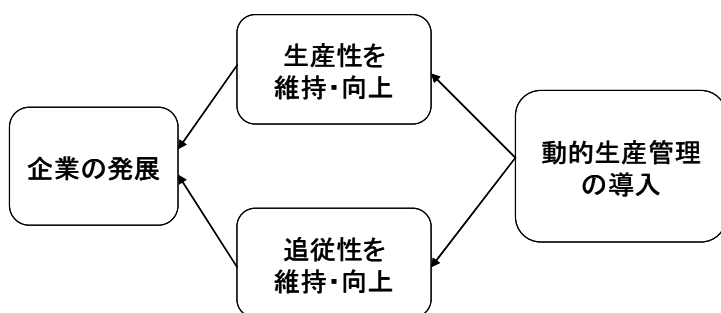 生産性を
維持・向上
企業の発展
動的生産管理
の導入
追従性を
維持・向上